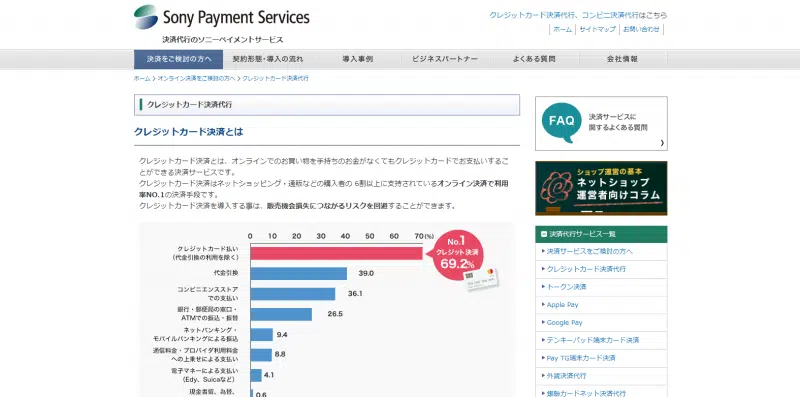 Sony Payment Services
決済代行のソニーペイメントサービス
クレジットカード決済代行、コンビニ決済代行はこちら
ホーム サイトマップ お問い合わせ
決済をご検討の方へ 契約形態・導入の流れ 導入事例 ビジネスパートナー よくある質問 会社情報
ホーム > オンライン決済をご検討の方へ > クレジットカード決済代行
クレジットカード決済代行
クレジットカード決済とは
クレジットカード決済とは、オンラインでのお買い物を手持ちのお金がなくてもクレジットカードでお支払いするこ
とができる決済サービスです。
クレジットカード決済はネットショッピング・通販などの購入者の 6割以上に支持されているオンライン決済で利用
率NO.1の決済手段です。
クレジットカード決済を導入する事は、販売機会損失につながるリスクを回避することができます。
0 10 20 30 40 50 60 70(%)
クレジットカード払い
(代金引換の利用を除く)
No.1
クレジット決済
69.2%
代金引換
39.0
コンビニエンスストア
での支払い
36.1
銀行・郵便局の窓口・
ATMでの振込・振替
26.5
ネットバンキング・
モバイルバンキングによる振込
9.4
通信料金・プロバイダ利用料金
への上乗せによる支払い
8.8
電子マネーによる支払い
(Edy、Suicaなど)
4.1
現金書留、為替、
0.6
FAQ
決済サービスに
関するよくある質問
ショップ運営の基本
ネットショップ
運営者向けコラム
決済代行サービス一覧
決済サービスをご検討の方へ
クレジットカード決済代行
トークン決済
Apple Pay
Google Pay
テンキーパッド端末カード決済
Pay TG端末カード決済
外貨決済代行
銀聯カードネット決済代行